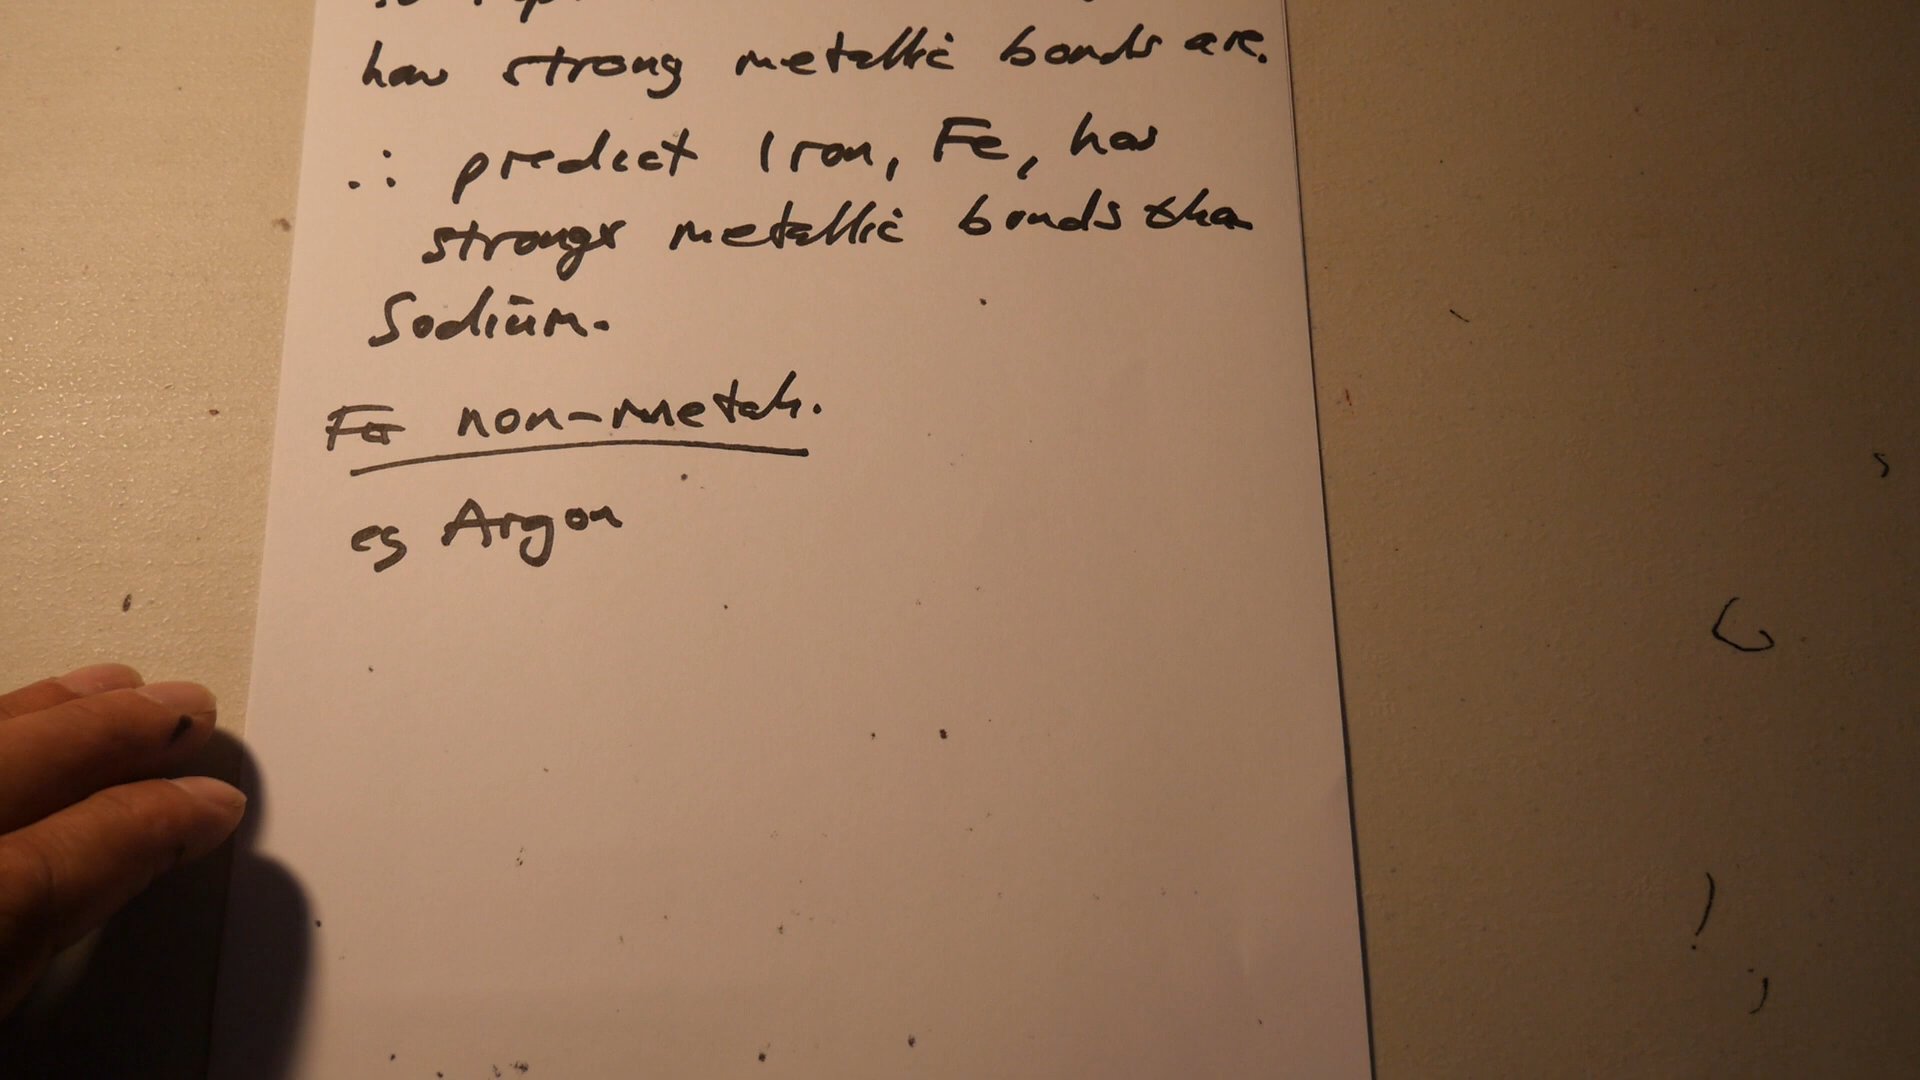 how strong metallic bonds are.
∴ predict Iron, Fe, has
stronger metallic bonds than
Sodium.
For non-metals.
eg Argon